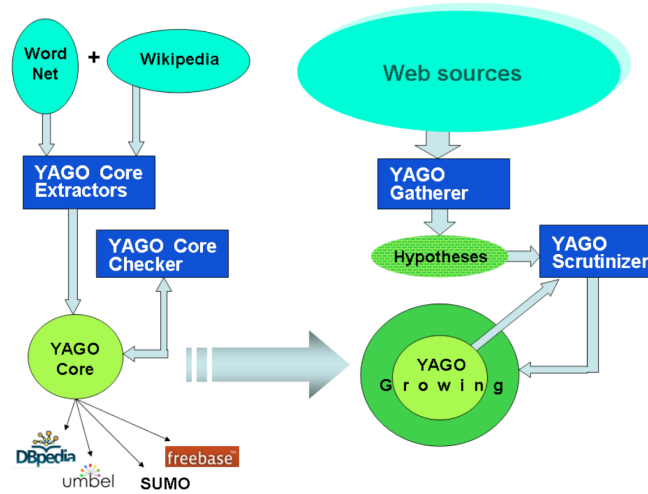 Word
Net
+
Wikipedia
YAGO Core
Extractors
YAGO Core
Checker
YAGO
Core
DBpedia
umbel
SUMO
freebase™
Web sources
YAGO
Gatherer
Hypotheses
YAGO
Scrutinizer
YAGO
G r o w i n g